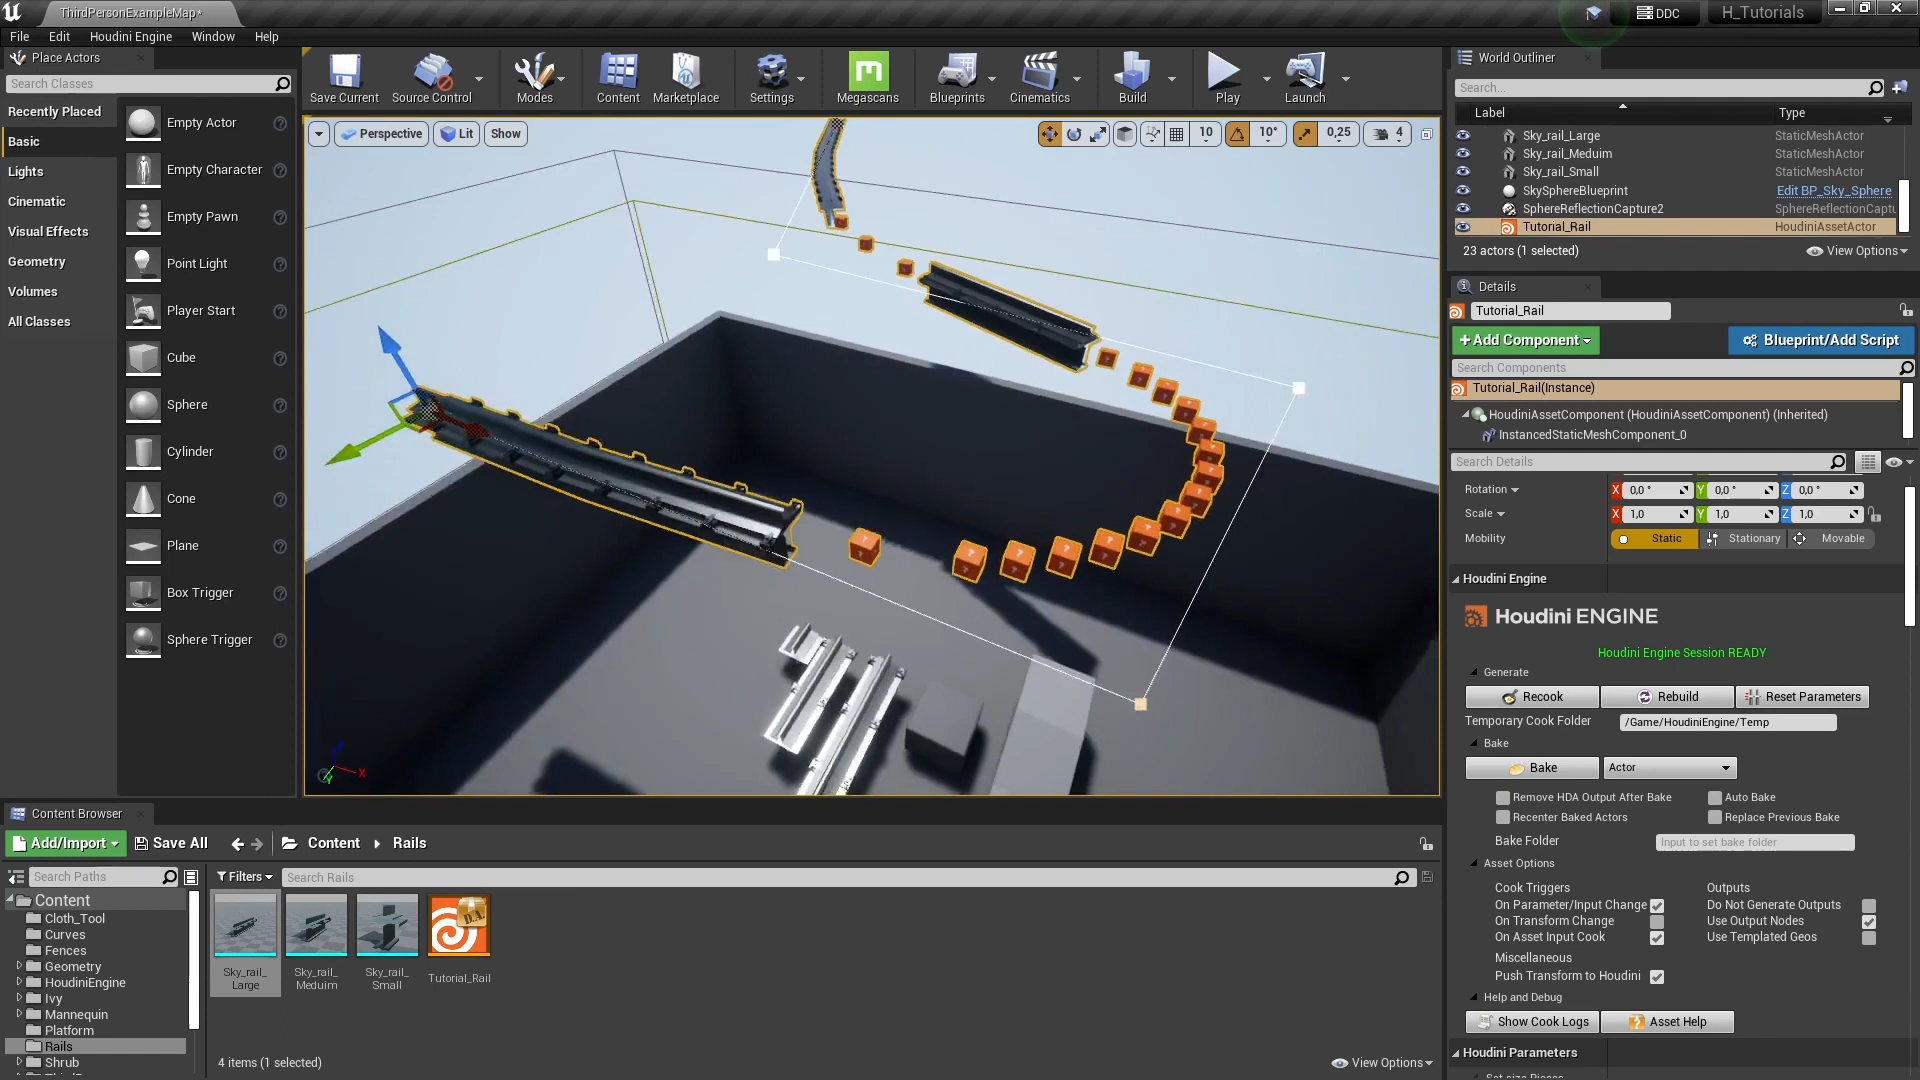 ThirdPersonExampleMap*
DDC
H_Tutorials
File Edit Houdini Engine Window Help
Place Actors
Search Classes
Recently Placed
Basic
Lights
Cinematic
Visual Effects
Geometry
Volumes
All Classes
Empty Actor
Empty Character
Empty Pawn
Point Light
Player Start
Cube
Sphere
Cylinder
Cone
Plane
Box Trigger
Sphere Trigger
Save Current
Source Control
Modes
Content
Marketplace
Settings
Megascans
Blueprints
Cinematics
Build
Play
Launch
Perspective
Lit
Show
10
10°
0,25
4
World Outliner
Search...
Label
Type
Sky_rail_Large StaticMeshActor
Sky_rail_Meduim StaticMeshActor
Sky_rail_Small StaticMeshActor
SkySphereBlueprint Edit BP_Sky_Sphere
SphereReflectionCapture2 SphereReflectionCaptu
Tutorial_Rail HoudiniAssetActor
23 actors (1 selected)
View Options
Details
Tutorial_Rail
+Add Component
Blueprint/Add Script
Search Components
Tutorial_Rail(Instance)
HoudiniAssetComponent (HoudiniAssetComponent) (Inherited)
InstancedStaticMeshComponent_0
Search Details
Rotation X 0,0 ° Y 0,0 ° Z 0,0 °
Scale X 1,0 Y 1,0 Z 1,0
Mobility Static Stationary Movable
Houdini Engine
Houdini ENGINE
Houdini Engine Session READY
Generate
Recook
Rebuild
Reset Parameters
Temporary Cook Folder /Game/HoudiniEngine/Temp
Bake
Bake
Actor
Remove HDA Output After Bake
Auto Bake
Recenter Baked Actors
Replace Previous Bake
Bake Folder Input to set bake folder
Asset Options
Cook Triggers
Outputs
On Parameter/Input Change
Do Not Generate Outputs
On Transform Change
Use Output Nodes
On Asset Input Cook
Use Templated Geos
Miscellaneous
Push Transform to Houdini
Help and Debug
Show Cook Logs
Asset Help
Houdini Parameters
X
Content Browser
Add/Import
Save All
Content
Rails
Search Paths
Filters
Search Rails
Content
Cloth_Tool
Curves
Fences
Geometry
HoudiniEngine
Ivy
Mannequin
Platform
Rails
Shrub
Sky_rail_
Large
Sky_rail_
Meduim
Sky_rail_
Small
D.A.
Tutorial_Rail
4 items (1 selected)
View Options